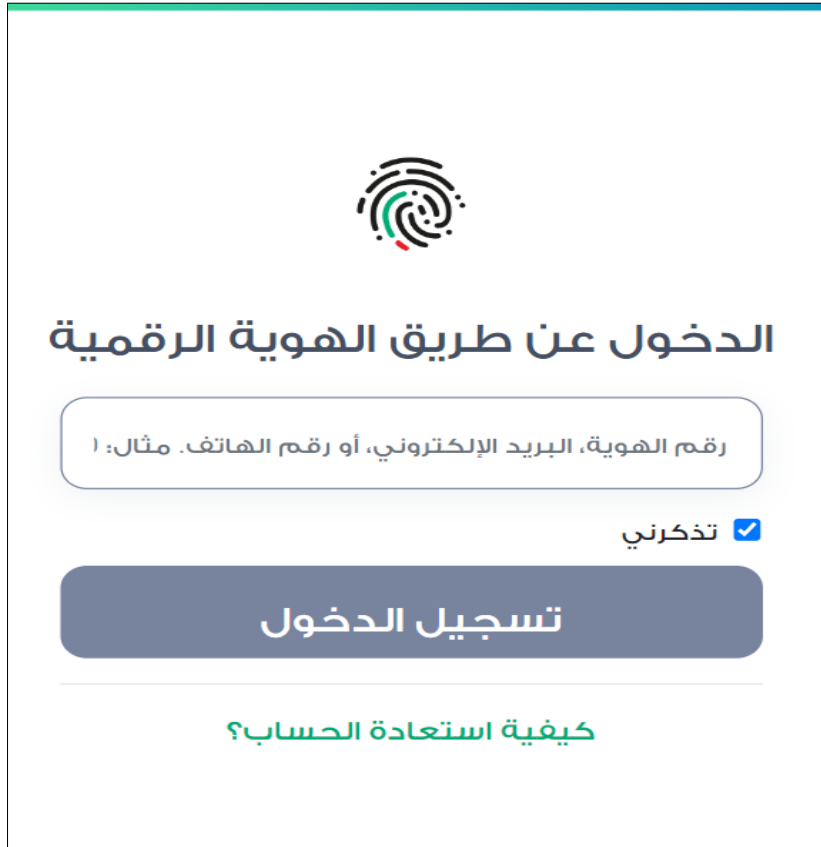 الدخول عن طريق الهوية الرقمية
رقم الهوية، البريد الإلكتروني، أو رقم الهاتف. مثال:
تذكرني
تسجيل الدخول
كيفية استعادة الحساب؟